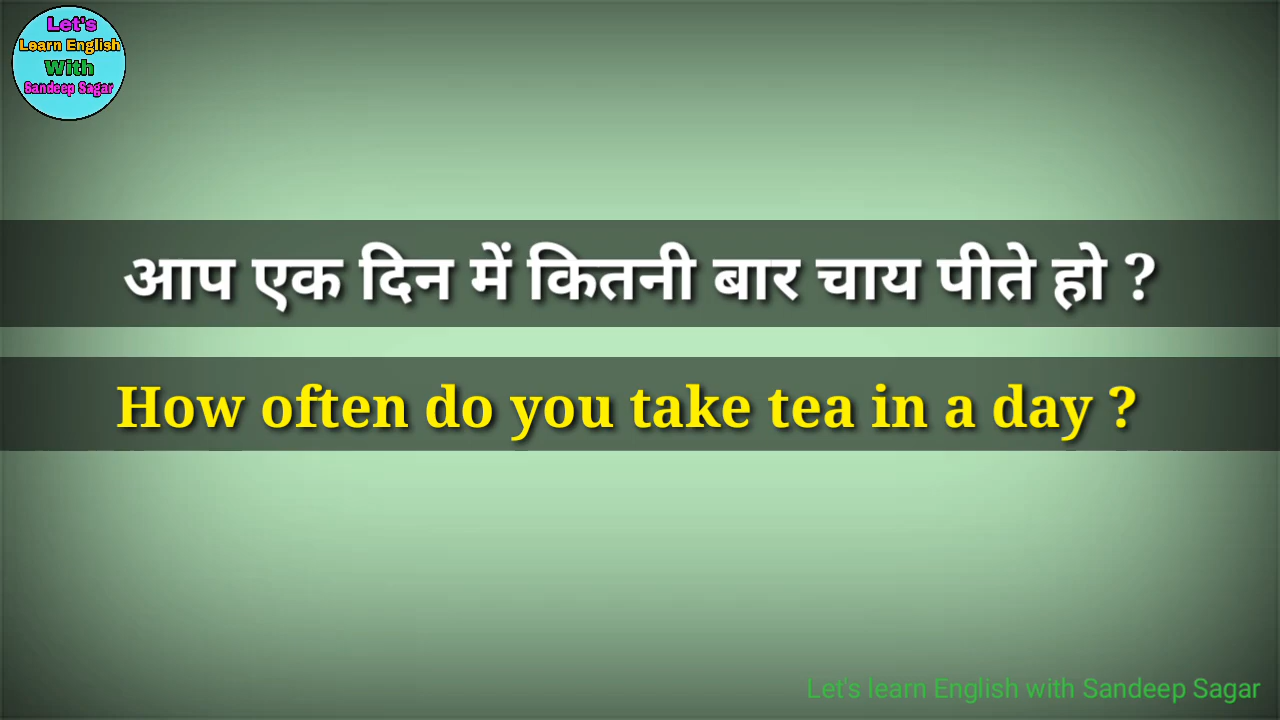 Let's
Learn English
With
Sandeep Sagar
आप एक दिन में कितनी बार चाय पीते हो ?
How often do you take tea in a day ?
Let's learn English with Sandeep Sagar